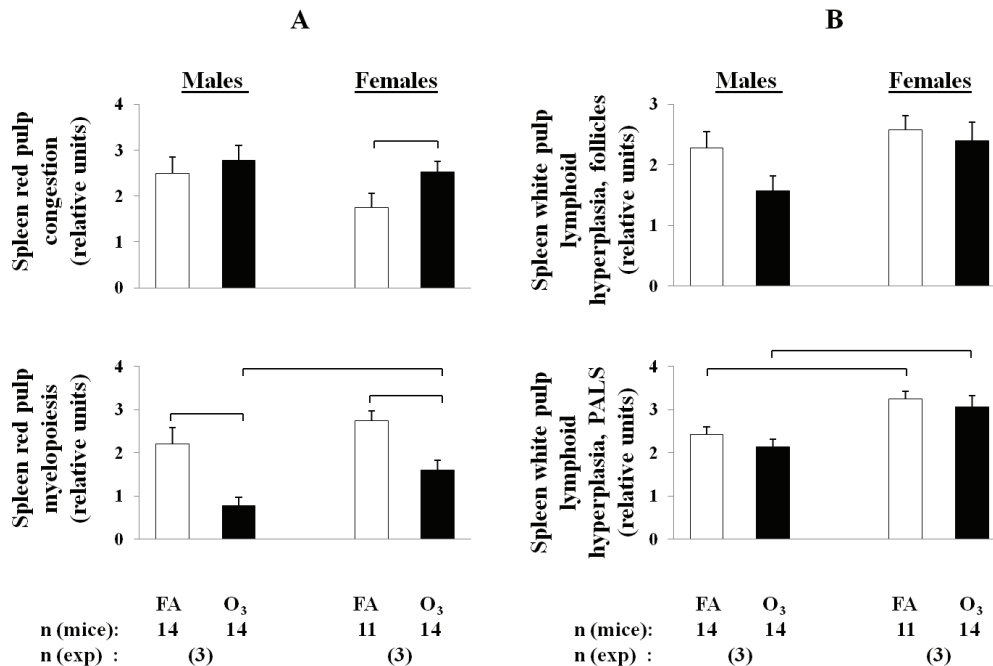 A
Males
Females
Spleen red pulp
congestion
(relative units)
4
3
2
1
0
Spleen red pulp
myelopoiesis
(relative units)
4
3
2
1
0
FA
O₃
FA
O₃
n (mice):
14
14
11
14
n (exp) :
(3)
(3)
B
Males
Females
Spleen white pulp
lymphoid
hyperplasia, follicles
(relative units)
3
2
1
0
Spleen white pulp
lymphoid
hyperplasia, PALS
(relative units)
4
3
2
1
0
FA
O₃
FA
O₃
n (mice):
14
14
11
14
n (exp) :
(3)
(3)